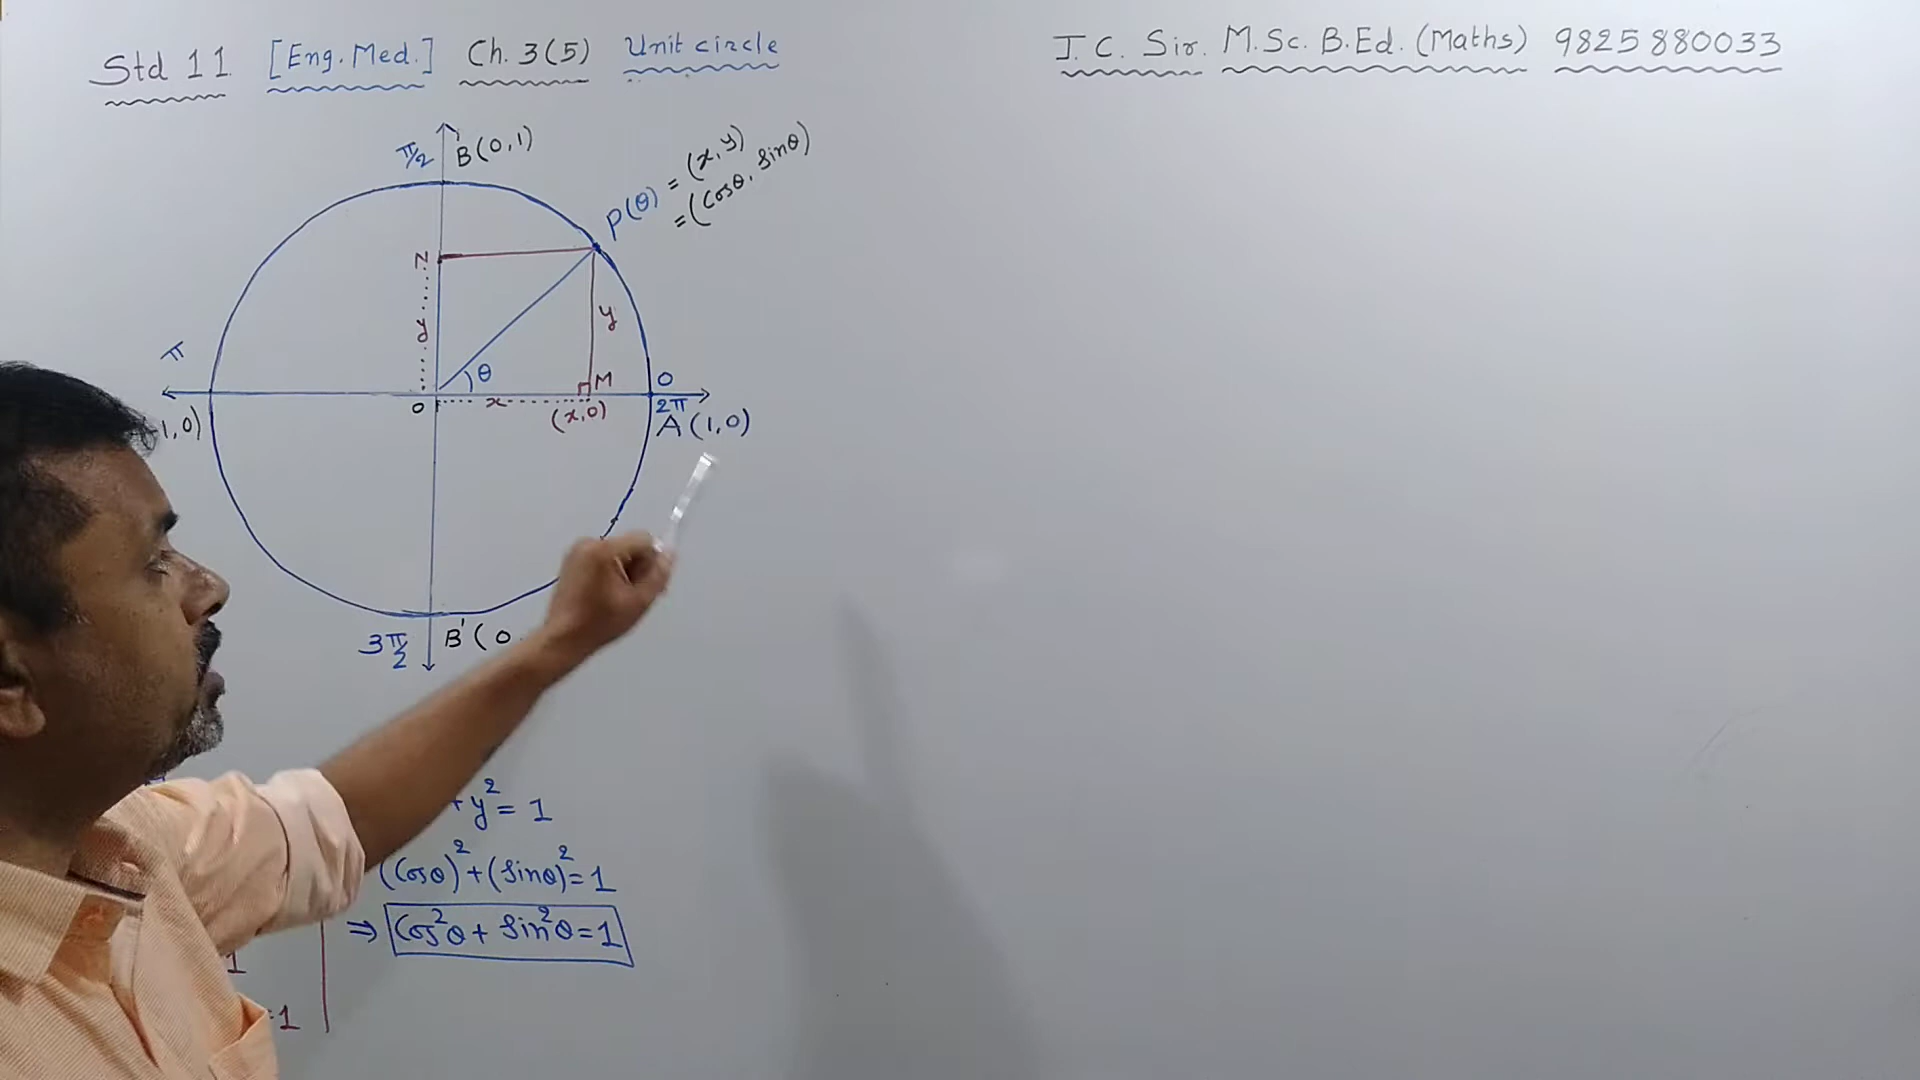 Std 11 [Eng. Med.] Ch. 3(5) Unit circle
J. C. Sir. M.Sc. B.Ed. (Maths) 9825880033
π/2 B(0,1)
P(θ) = (x, y)
= (Cosθ, sinθ)
N
y
y
π
θ
M
0
0
x
(x,0)
2π
1,0)
A(1,0)
3π/2
B'(0
+ y² = 1
(Cosθ)² + (sinθ)² = 1
⇒ Cos²θ + sin²θ = 1
1
=1